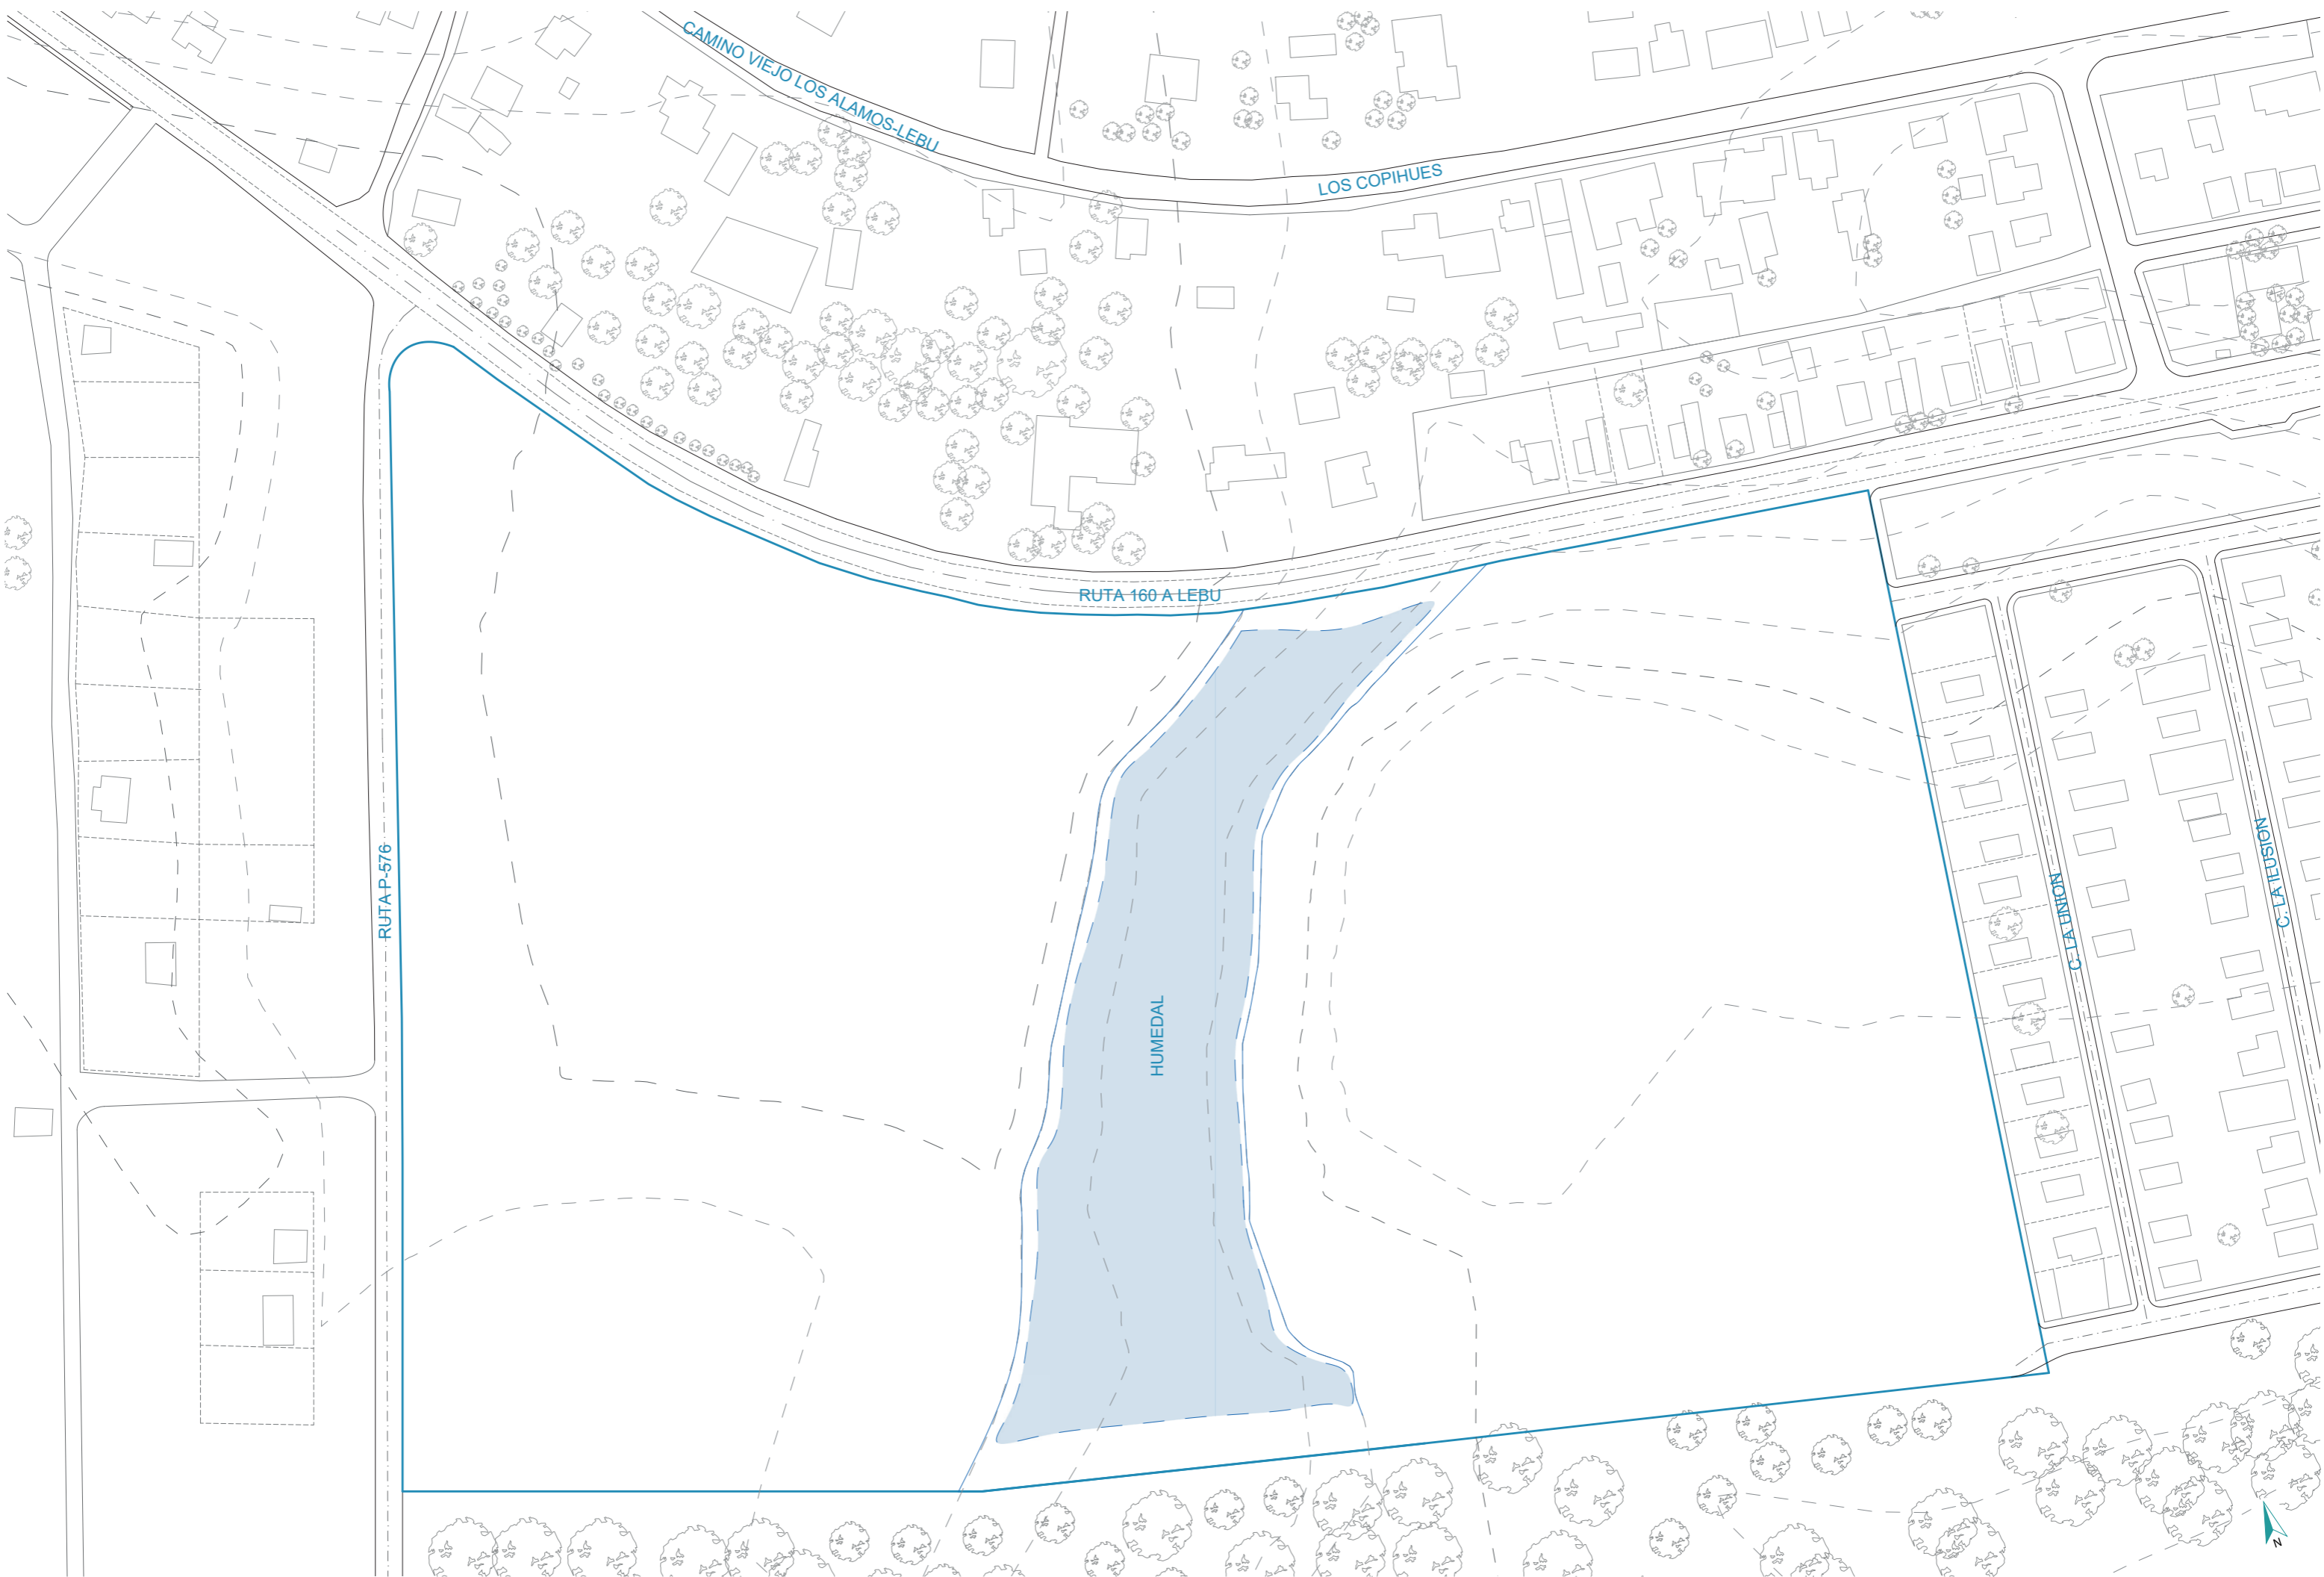 CAMINO VIEJO LOS ALAMOS-LEBU
LOS COPIHUES
RUTA 160 A LEBU
RUTA P-576
HUMEDAL
C. LA UNION
C. LA ILUSION
N